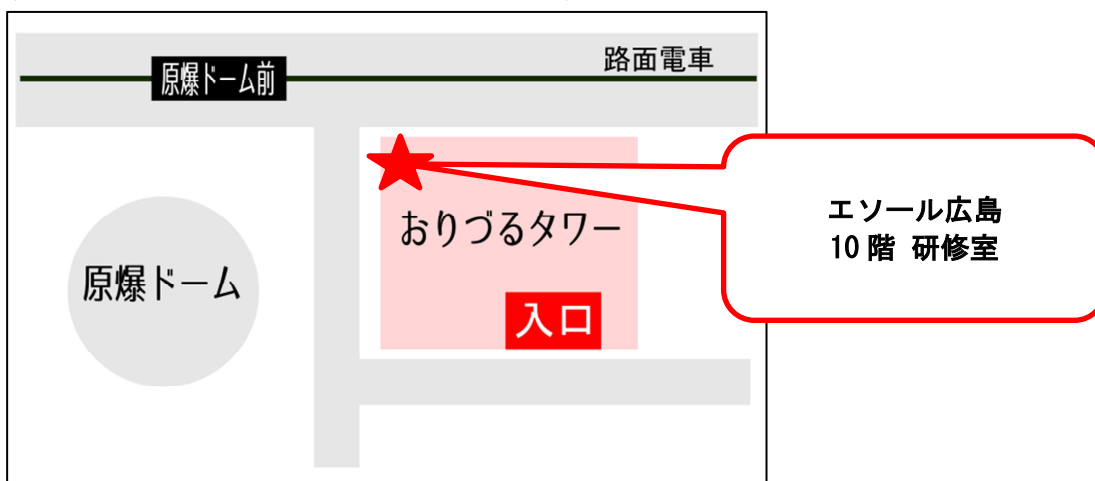 路面電車
原爆ドーム前
エソール広島
10階 研修室
おりづるタワー
原爆ドーム
入口